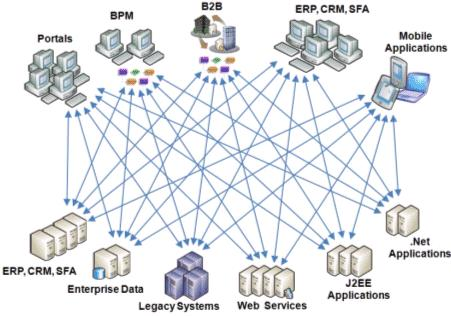 Portals
BPM
B2B
ERP, CRM, SFA
Mobile
Applications
ERP, CRM, SFA
Enterprise Data
Legacy Systems
Web Services
J2EE
Applications
.Net
Applications